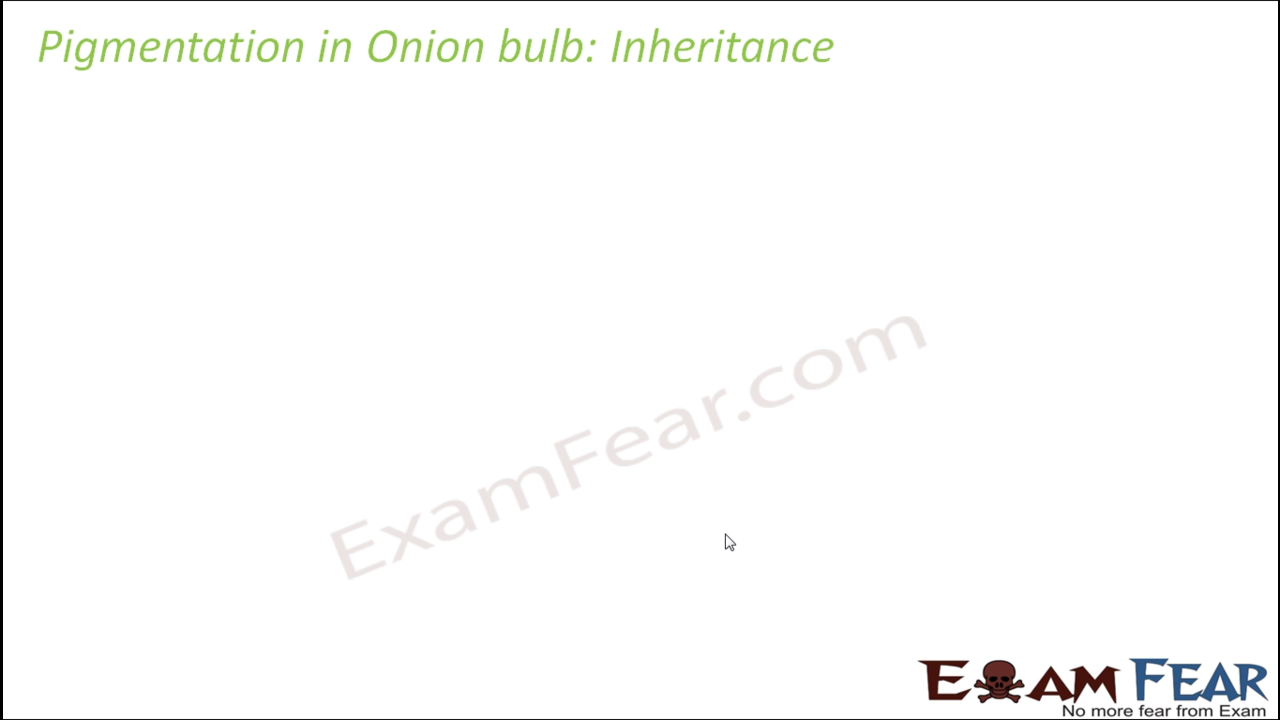 Pigmentation in Onion bulb: Inheritance
ExamFear.com
EXAM FEAR
No more fear from Exam